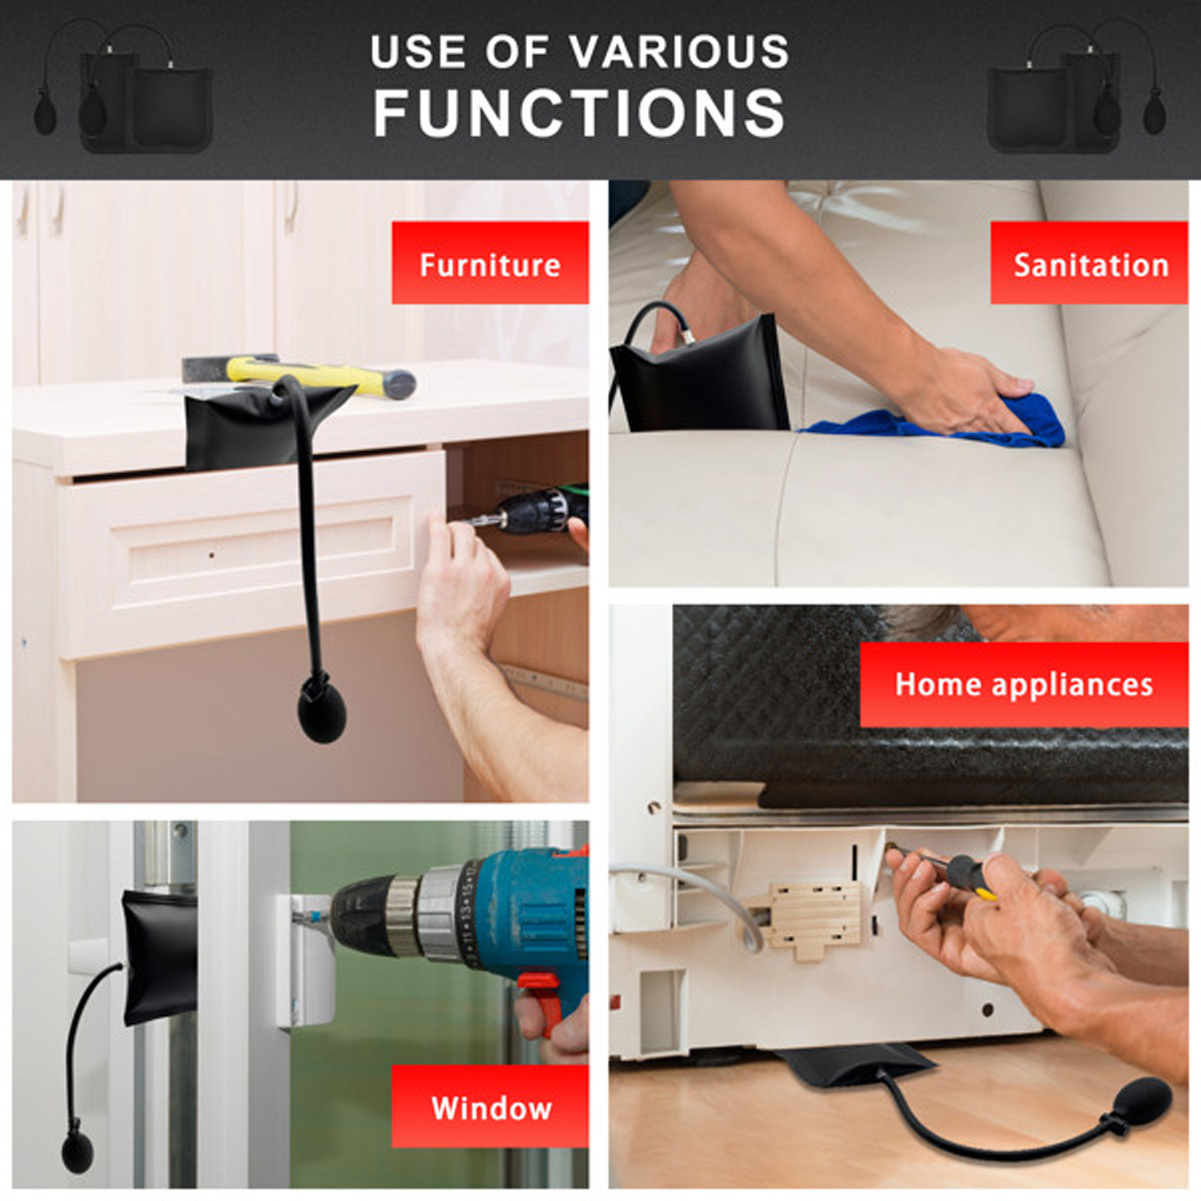 USE OF VARIOUS
FUNCTIONS
Furniture
Sanitation
Home appliances
Window